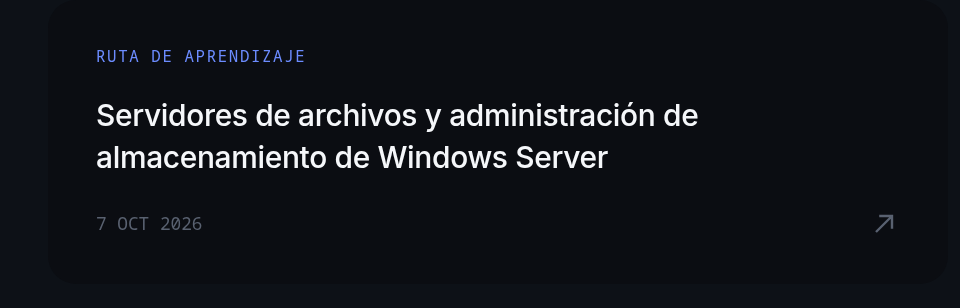 RUTA DE APRENDIZAJE
Servidores de archivos y administración de
almacenamiento de Windows Server
7 OCT 2026